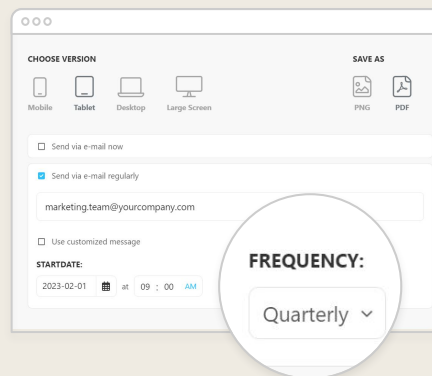 CHOOSE VERSION
SAVE AS
Mobile Tablet Desktop Large Screen
PNG PDF
Send via e-mail now
Send via e-mail regularly
marketing.team@yourcompany.com
Use customized message
STARTDATE:
2023-02-01 at 09 : 00 AM
FREQUENCY:
Quarterly